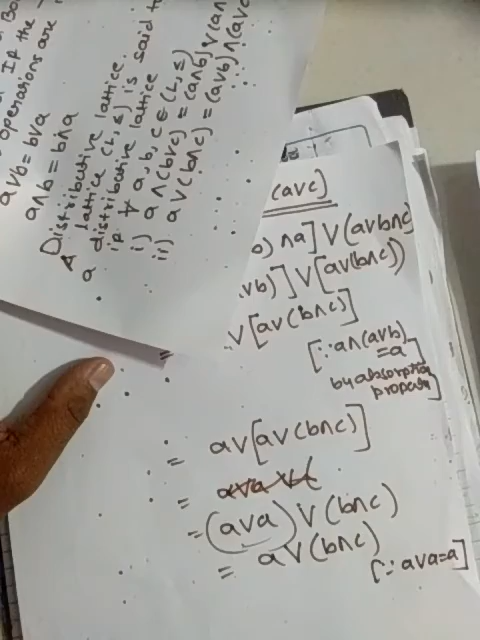 If the
operations are
a∨b = b∨a
a∧b = b∧a
Distributive lattice.
A lattice (L, ≤) is said to
a distributive lattice
if ∀ a, b, c ∈ (L, ≤)
i) a∧(b∨c) = (a∧b)∨(a∧
ii) a∨(b∧c) = (a∨b)∧(a∨c
(a∨c)
b)∧a]∨(a∨b∧c
∨b)]∨[a∨(b∧c))
∨[a∨(b∧c)]
[∵ a∧(a∨b)
=a
by absorption
property]
= a∨[a∨(b∧c)]
=
= (a∨a)∨(b∧c)
= a∨(b∧c)
[∵ a∨a=a]